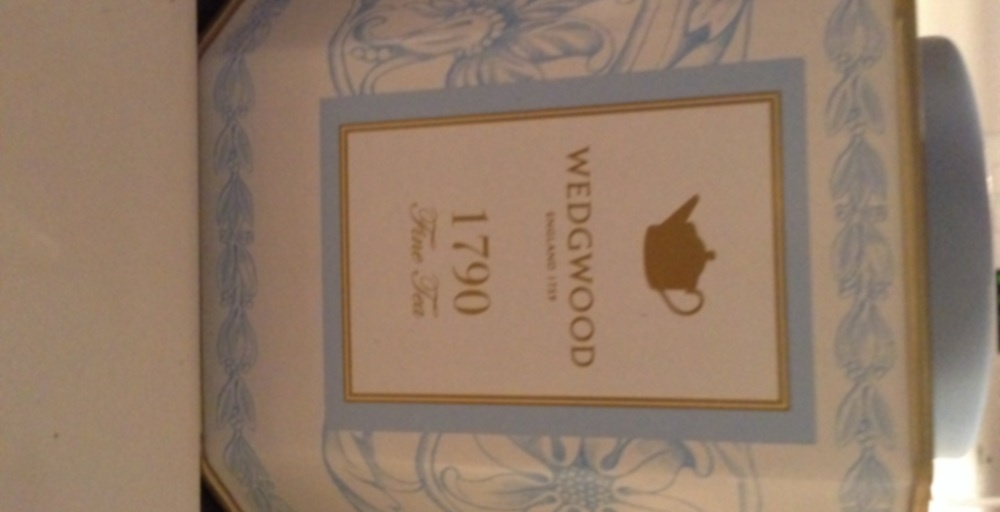 WEDGWOOD
ENGLAND 1759
1790
Fine Tea